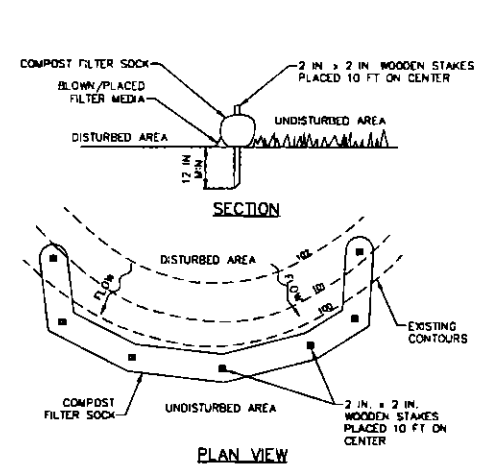 COMPOST FILTER SOCK
2 IN. x 2 IN. WOODEN STAKES
PLACED 10 FT ON CENTER
BLOWN/PLACED
FILTER MEDIA
UNDISTURBED AREA
DISTURBED AREA
12 IN
MIN
SECTION
DISTURBED AREA
102
FLOW
FLOW
101
100
EXISTING
CONTOURS
COMPOST
FILTER SOCK
UNDISTURBED AREA
2 IN. x 2 IN.
WOODEN STAKES
PLACED 10 FT ON
CENTER
PLAN VIEW